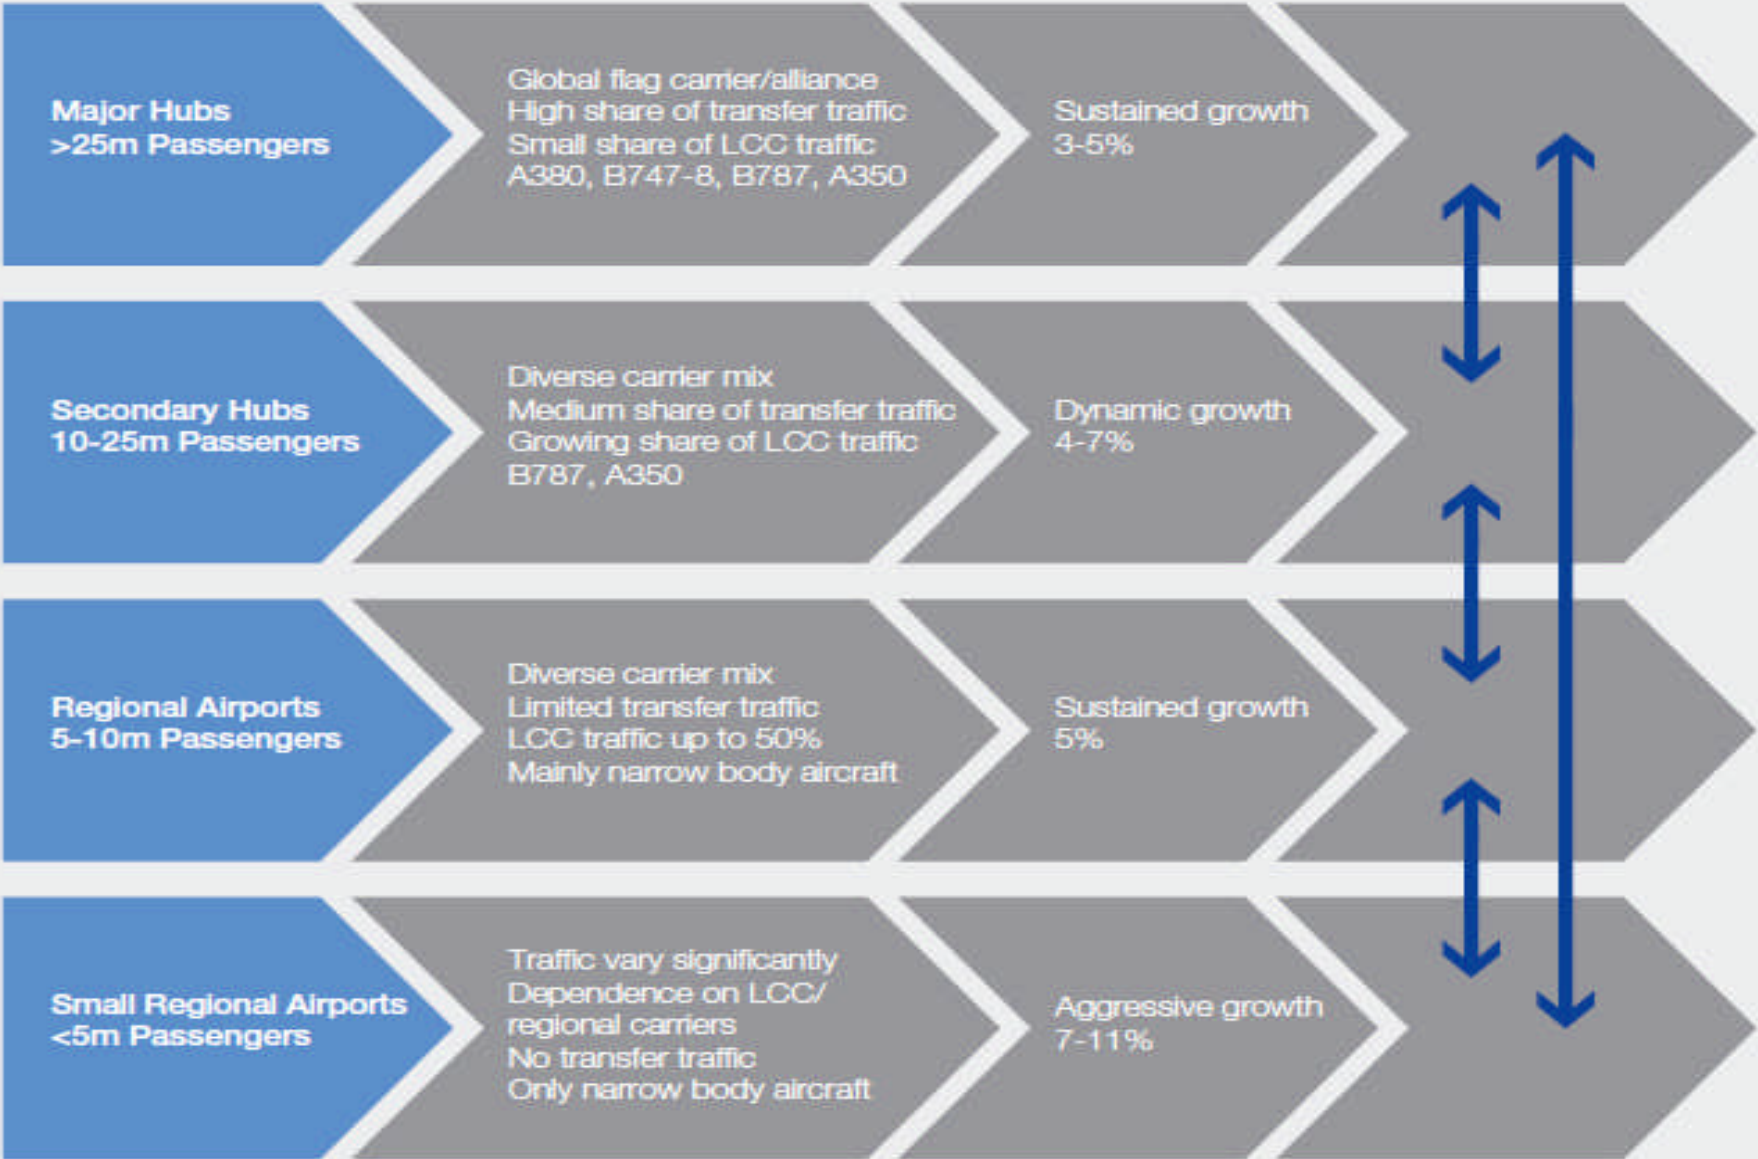 Major Hubs
>25m Passengers
Global flag carrier/alliance
High share of transfer traffic
Small share of LCC traffic
A380, B747-8, B787, A350
Sustained growth
3-5%
Secondary Hubs
10-25m Passengers
Diverse carrier mix
Medium share of transfer traffic
Growing share of LCC traffic
B787, A350
Dynamic growth
4-7%
Regional Airports
5-10m Passengers
Diverse carrier mix
Limited transfer traffic
LCC traffic up to 50%
Mainly narrow body aircraft
Sustained growth
5%
Small Regional Airports
<5m Passengers
Traffic vary significantly
Dependence on LCC/
regional carriers
No transfer traffic
Only narrow body aircraft
Aggressive growth
7-11%